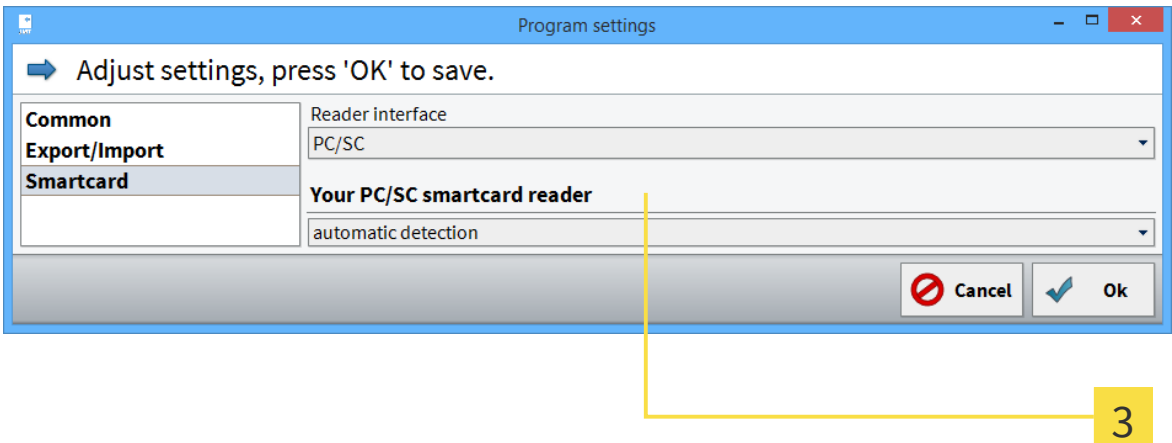 Program settings
Adjust settings, press 'OK' to save.
Common
Export/Import
Smartcard
Reader interface
PC/SC
Your PC/SC smartcard reader
automatic detection
Cancel
Ok
3